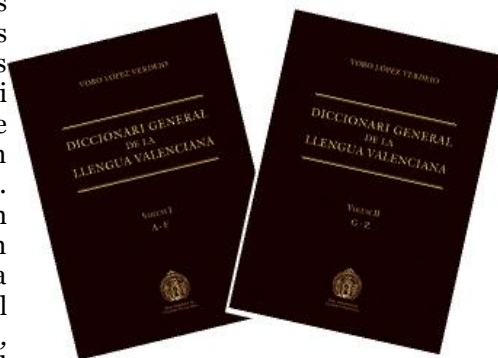 VORO LÓPEZ VERDEJO
DICCIONARI GENERAL
DE LA
LLENGUA VALENCIANA
VOLUM I
A-F
VORO LÓPEZ VERDEJO
DICCIONARI GENERAL
DE LA
LLENGUA VALENCIANA
VOLUM II
G-Z